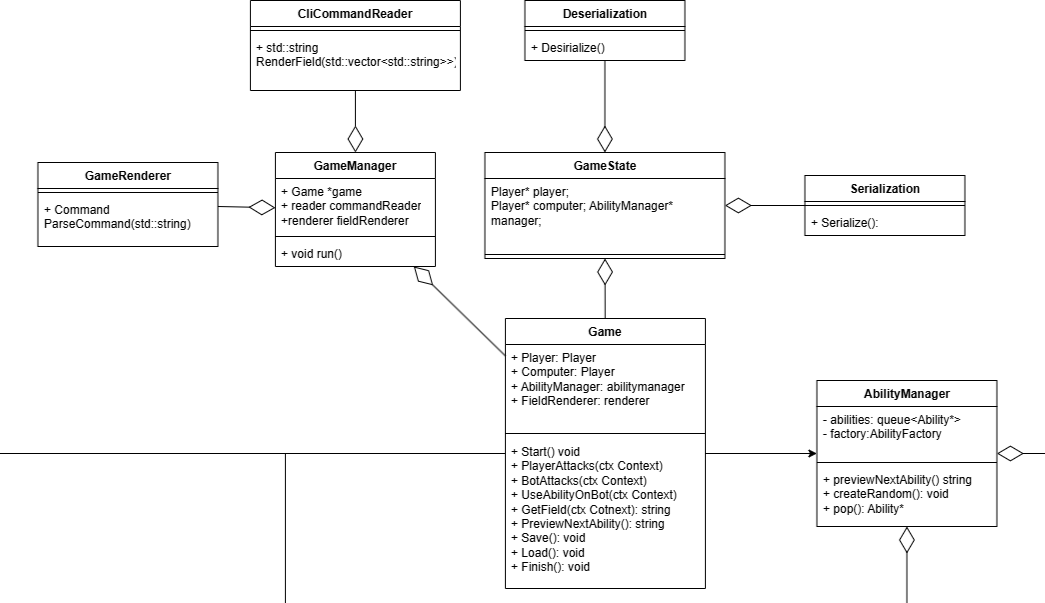 CliCommandReader
+ std::string
RenderField(std::vector<std::string>>)
Deserialization
+ Desirialize()
GameRenderer
+ Command
ParseCommand(std::string)
GameManager
+ Game *game
+ reader commandReader
+renderer fieldRenderer
+ void run()
GameState
Player* player;
Player* computer; AbilityManager*
manager;
Serialization
+ Serialize():
Game
+ Player: Player
+ Computer: Player
+ AbilityManager: abilitymanager
+ FieldRenderer: renderer
+ Start() void
+ PlayerAttacks(ctx Context)
+ BotAttacks(ctx Context)
+ UseAbilityOnBot(ctx Context)
+ GetField(ctx Cotnext): string
+ PreviewNextAbility(): string
+ Save(): void
+ Load(): void
+ Finish(): void
AbilityManager
- abilities: queue<Ability*>
- factory:AbilityFactory
+ previewNextAbility() string
+ createRandom(): void
+ pop(): Ability*